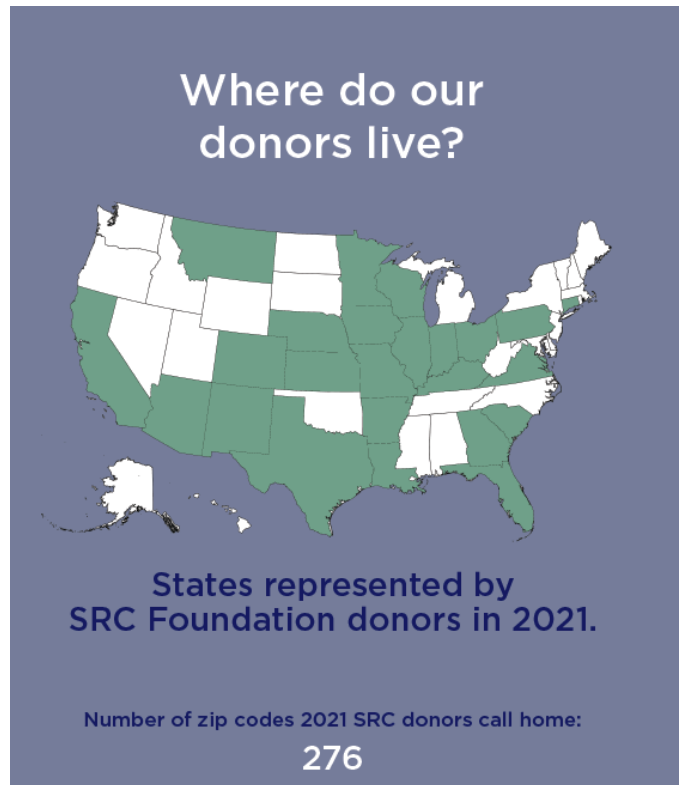 Where do our
donors live?
States represented by
SRC Foundation donors in 2021.
Number of zip codes 2021 SRC donors call home:
276